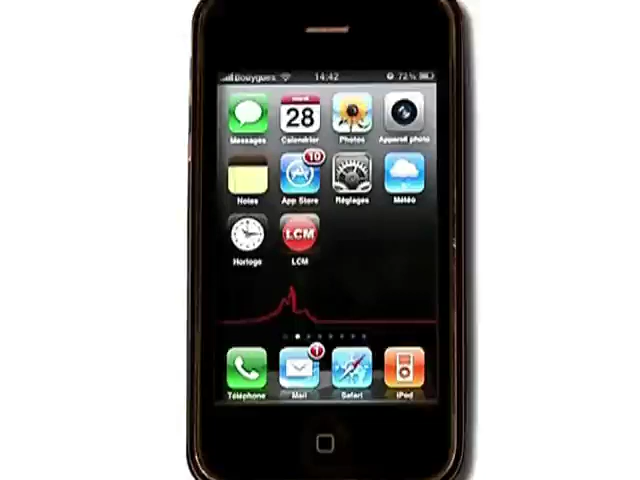 Bouygues 14:42 72%
28
Messages Calendrier Photos Appareil photo
10
Notes App Store Réglages Météo
LCM
Horloge LCM
1
Téléphone Mail Safari iPod